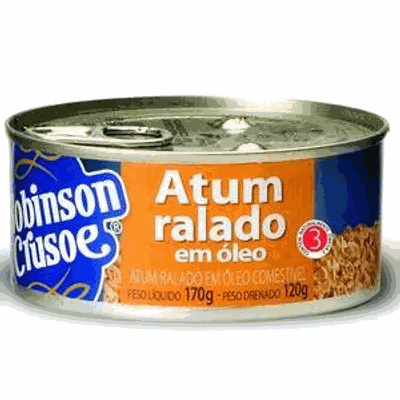 obinson
Crusoe®
Atum
ralado
em óleo
3
ATUM RALADO EM ÓLEO COMESTÍVEL
PESO LÍQUIDO 170g - PESO DRENADO 120g